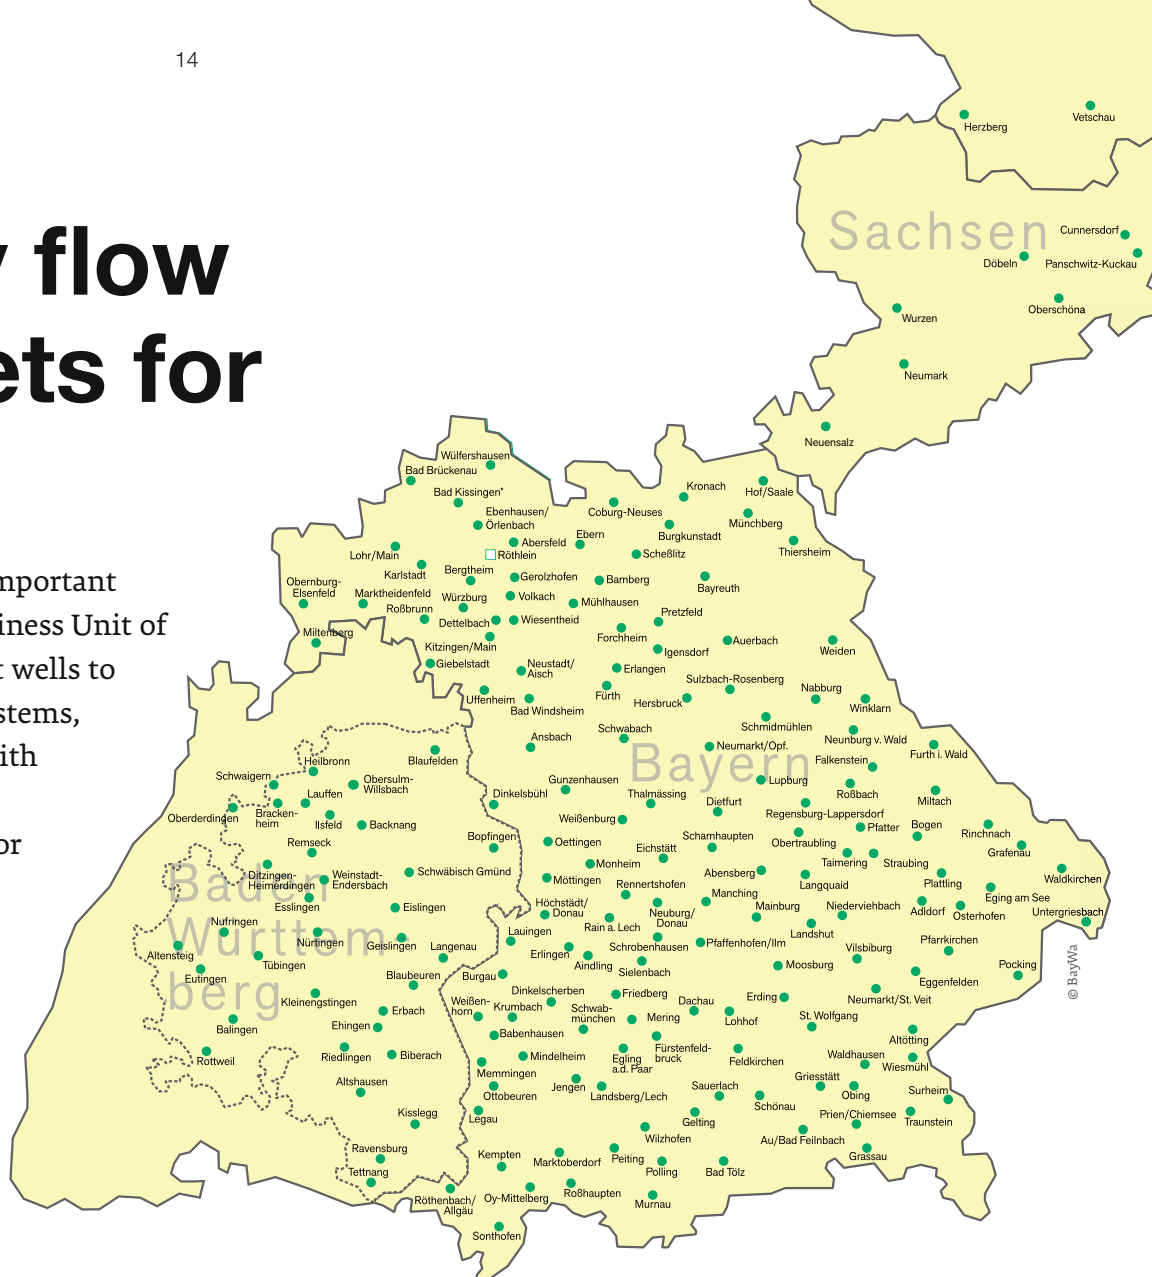 14
flow
ets for
important
iness Unit of
t wells to
stems,
ith
or
Herzberg
Vetschau
Sachsen
Cunnersdorf
Döbeln
Panschwitz-Kuckau
Oberschöna
Wurzen
Neumark
Neuensalz
Wülfershausen
Bad Brückenau
Bad Kissingen*
Kronach
Hof/Saale
Ebenhausen/
Örlenbach
Coburg-Neuses
Münchberg
Burgkunstadt
Abersfeld
Ebern
Thiersheim
Lohr/Main
Röthlein
Scheßlitz
Karlstadt
Bergtheim
Gerolzhofen
Bamberg
Bayreuth
Obernburg-
Elsenfeld
Marktheidenfeld
Würzburg
Volkach
Mühlhausen
Roßbrunn
Dettelbach
Wiesentheid
Pretzfeld
Miltenberg
Kitzingen/Main
Forchheim
Auerbach
Weiden
Igensdorf
Giebelstadt
Neustadt/
Aisch
Erlangen
Sulzbach-Rosenberg
Uffenheim
Fürth
Hersbruck
Nabburg
Winklarn
Bad Windsheim
Schmidmühlen
Ansbach
Schwabach
Neunburg v. Wald
Neumarkt/Opf.
Furth i. Wald
Bayern
Falkenstein
Blaufelden
Heilbronn
Schwaigern
Obersulm-
Willsbach
Gunzenhausen
Lupburg
Lauffen
Dinkelsbühl
Thalmässing
Roßbach
Miltach
Dietfurt
Oberderdingen
Bracken-
heim
Ilsfeld
Backnang
Weißenburg
Regensburg-Lappersdorf
Pfatter
Bogen
Rinchnach
Remseck
Bopfingen
Oettingen
Eichstätt
Schamhaupten
Obertraubling
Grafenau
Monheim
Taimering
Straubing
Ditzingen-
Heimerdingen
Weinstadt-
Endersbach
Schwäbisch Gmünd
Möttingen
Rennertshofen
Abensberg
Langquaid
Plattling
Waldkirchen
Baden
Württem-
berg
Esslingen
Eislingen
Höchstädt/
Donau
Manching
Eging am See
Neuburg/
Donau
Mainburg
Niederviehbach
Adldorf
Osterhofen
Untergriesbach
Nufringen
Rain a. Lech
Nürtingen
Geislingen
Lauingen
Schrobenhausen
Pfaffenhofen/Ilm
Landshut
Pfarrkirchen
Altensteig
Langenau
Erlingen
Vilsbiburg
Tübingen
Aindling
Sielenbach
Moosburg
Pocking
Eutingen
Blaubeuren
Burgau
Eggenfelden
Kleinengstingen
Dinkelscherben
Friedberg
Erding
Neumarkt/St. Veit
Weißen-
horn
Krumbach
Schwab-
münchen
Dachau
Erbach
Mering
Lohhof
St. Wolfgang
Balingen
Ehingen
Babenhausen
Altötting
Fürstenfeld-
bruck
Rottweil
Riedlingen
Biberach
Mindelheim
Egling
a.d. Paar
Feldkirchen
Waldhausen
Wiesmühl
Memmingen
Altshausen
Jengen
Griesstätt
Ottobeuren
Landsberg/Lech
Sauerlach
Obing
Surheim
Kisslegg
Legau
Schönau
Prien/Chiemsee
Gelting
Traunstein
Wilzhofen
Au/Bad Feilnbach
Ravensburg
Kempten
Marktoberdorf
Peiting
Grassau
Tettnang
Polling
Bad Tölz
Röthenbach/
Allgäu
Oy-Mittelberg
Roßhaupten
Murnau
Sonthofen
© BayWa